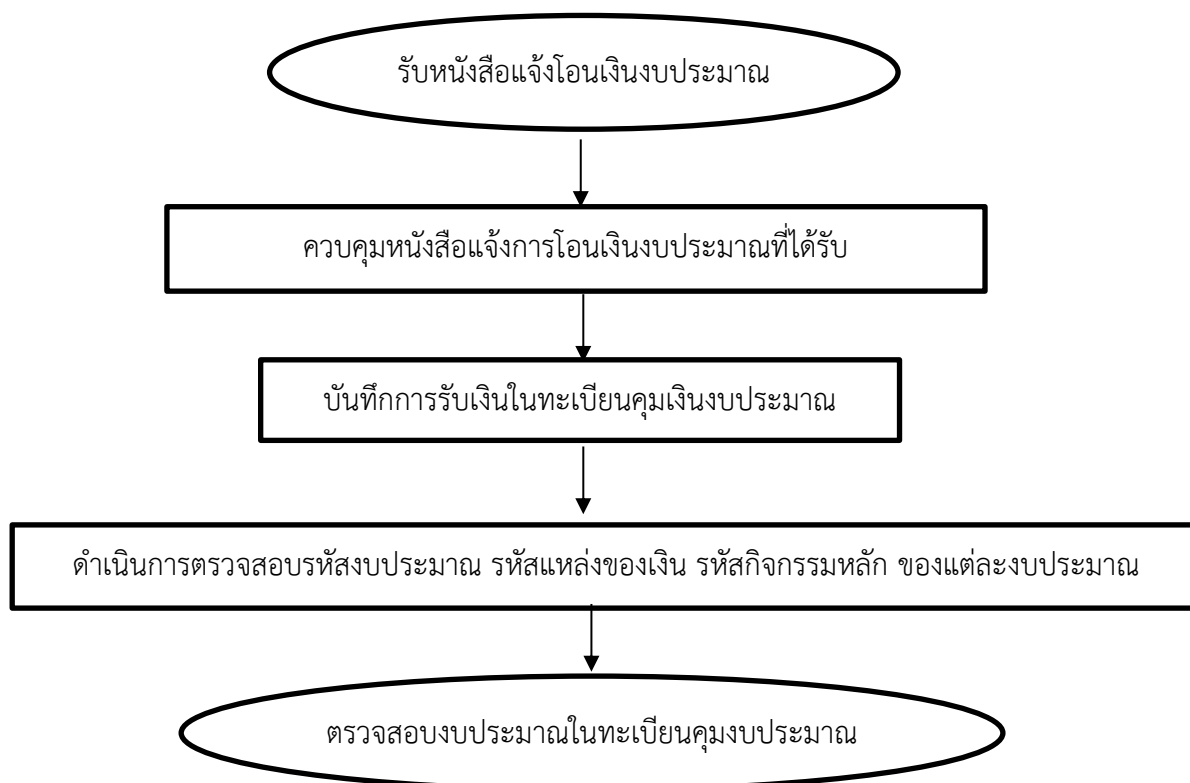 รับหนังสือแจ้งโอนเงินงบประมาณ
ควบคุมหนังสือแจ้งการโอนเงินงบประมาณที่ได้รับ
บันทึกการรับเงินในทะเบียนคุมเงินงบประมาณ
ดำเนินการตรวจสอบรหัสงบประมาณ รหัสแหล่งของเงิน รหัสกิจกรรมหลัก ของแต่ละงบประมาณ
ตรวจสอบงบประมาณในทะเบียนคุมงบประมาณ